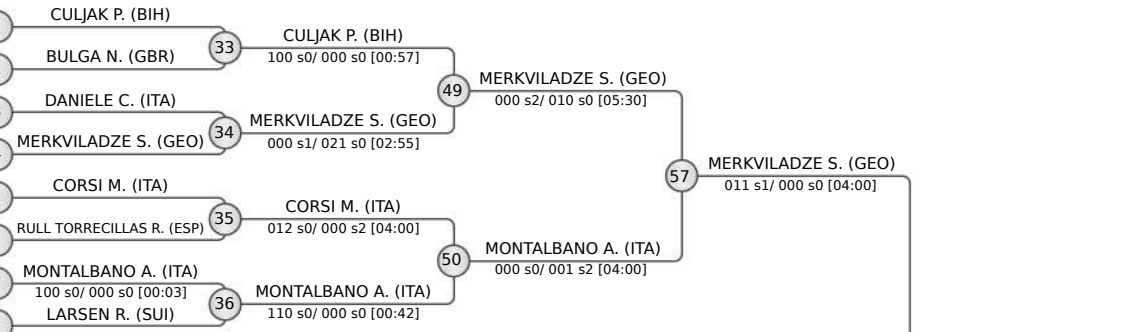 CULJAK P. (BIH)
BULGA N. (GBR)
33
CULJAK P. (BIH)
100 s0/ 000 s0 [00:57]
DANIELE C. (ITA)
MERKVILADZE S. (GEO)
34
MERKVILADZE S. (GEO)
000 s1/ 021 s0 [02:55]
49
MERKVILADZE S. (GEO)
000 s2/ 010 s0 [05:30]
CORSI M. (ITA)
RULL TORRECILLAS R. (ESP)
35
CORSI M. (ITA)
012 s0/ 000 s2 [04:00]
MONTALBANO A. (ITA)
100 s0/ 000 s0 [00:03]
LARSEN R. (SUI)
36
MONTALBANO A. (ITA)
110 s0/ 000 s0 [00:42]
50
MONTALBANO A. (ITA)
000 s0/ 001 s2 [04:00]
57
MERKVILADZE S. (GEO)
011 s1/ 000 s0 [04:00]